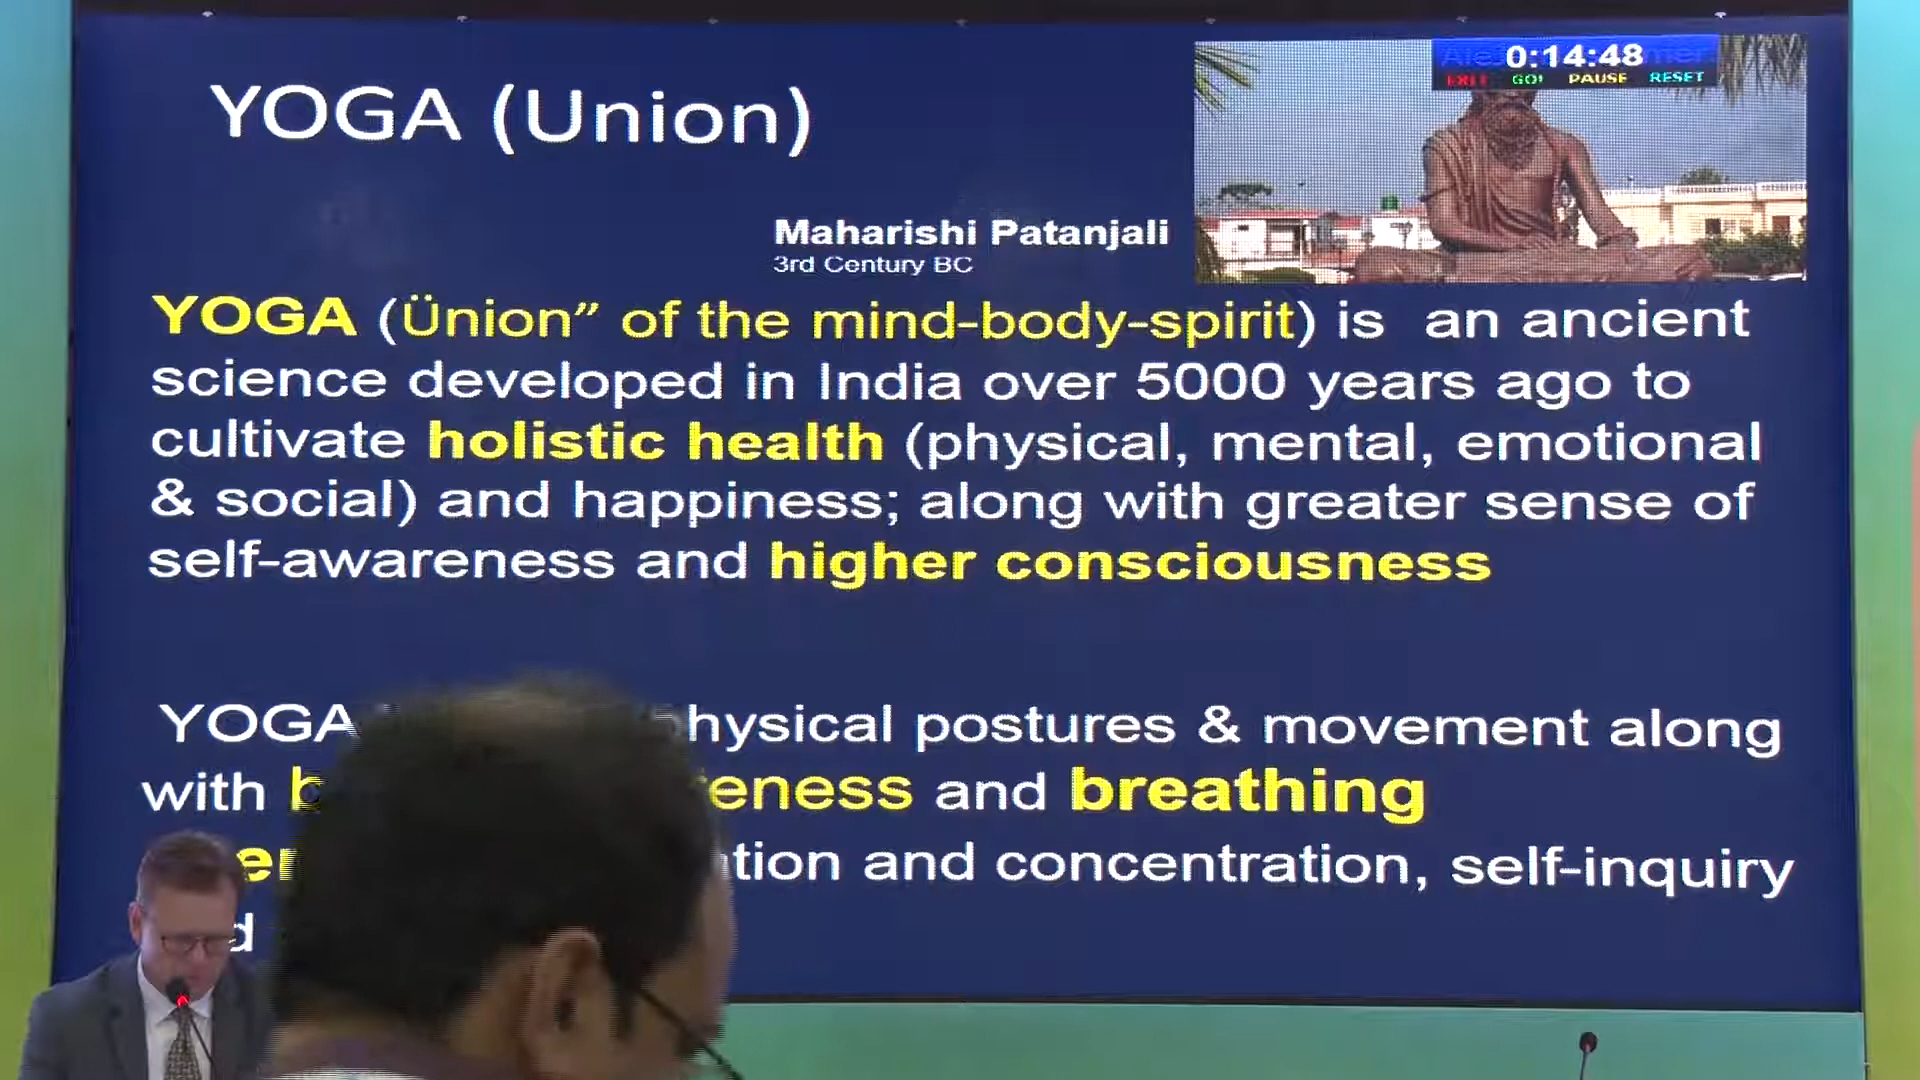 YOGA (Union)
0:14:48
EXIT GO! PAUSE RESET
Maharishi Patanjali
3rd Century BC
YOGA (Ünion” of the mind-body-spirit) is an ancient
science developed in India over 5000 years ago to
cultivate holistic health (physical, mental, emotional
& social) and happiness; along with greater sense of
self-awareness and higher consciousness
YOGA physical postures & movement along
with and breathing
and concentration, self-inquiry